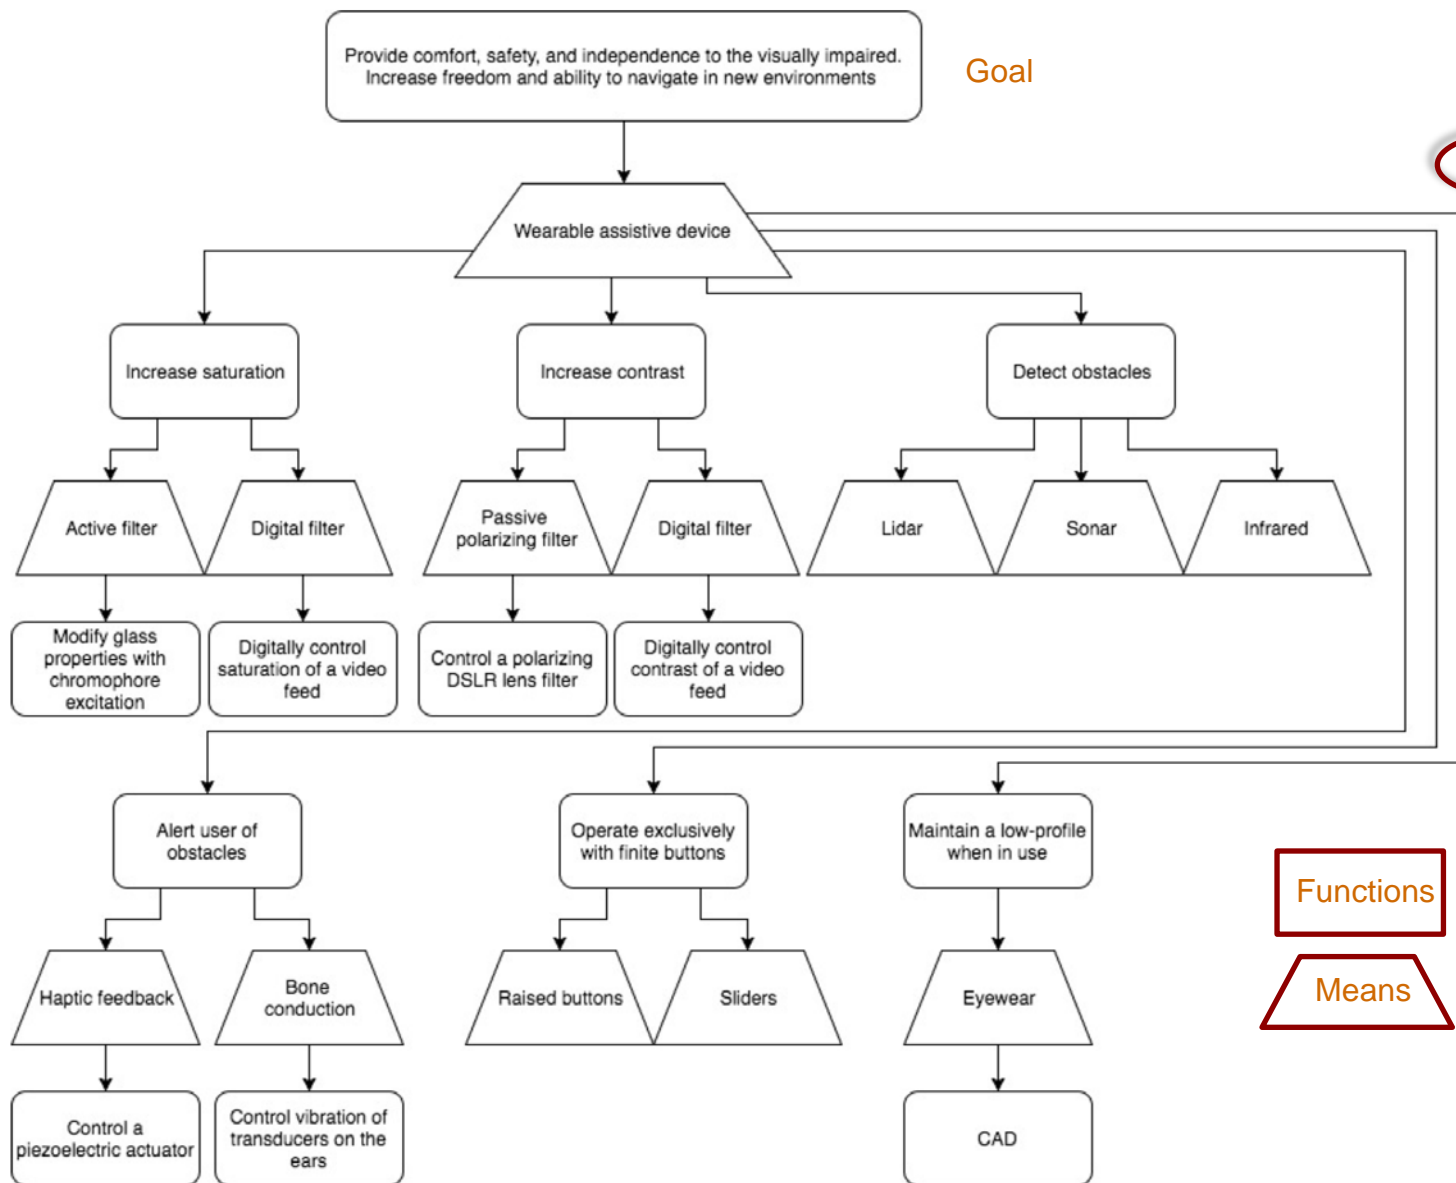 Provide comfort, safety, and independence to the visually impaired.
Increase freedom and ability to navigate in new environments
Goal
Wearable assistive device
Increase saturation
Increase contrast
Detect obstacles
Active filter
Digital filter
Passive
polarizing filter
Digital filter
Lidar
Sonar
Infrared
Modify glass
properties with
chromophore
excitation
Digitally control
saturation of a video
feed
Control a polarizing
DSLR lens filter
Digitally control
contrast of a video
feed
Alert user of
obstacles
Operate exclusively
with finite buttons
Maintain a low-profile
when in use
Functions
Haptic feedback
Bone
conduction
Raised buttons
Sliders
Eyewear
Means
Control a
piezoelectric actuator
Control vibration of
transducers on the
ears
CAD